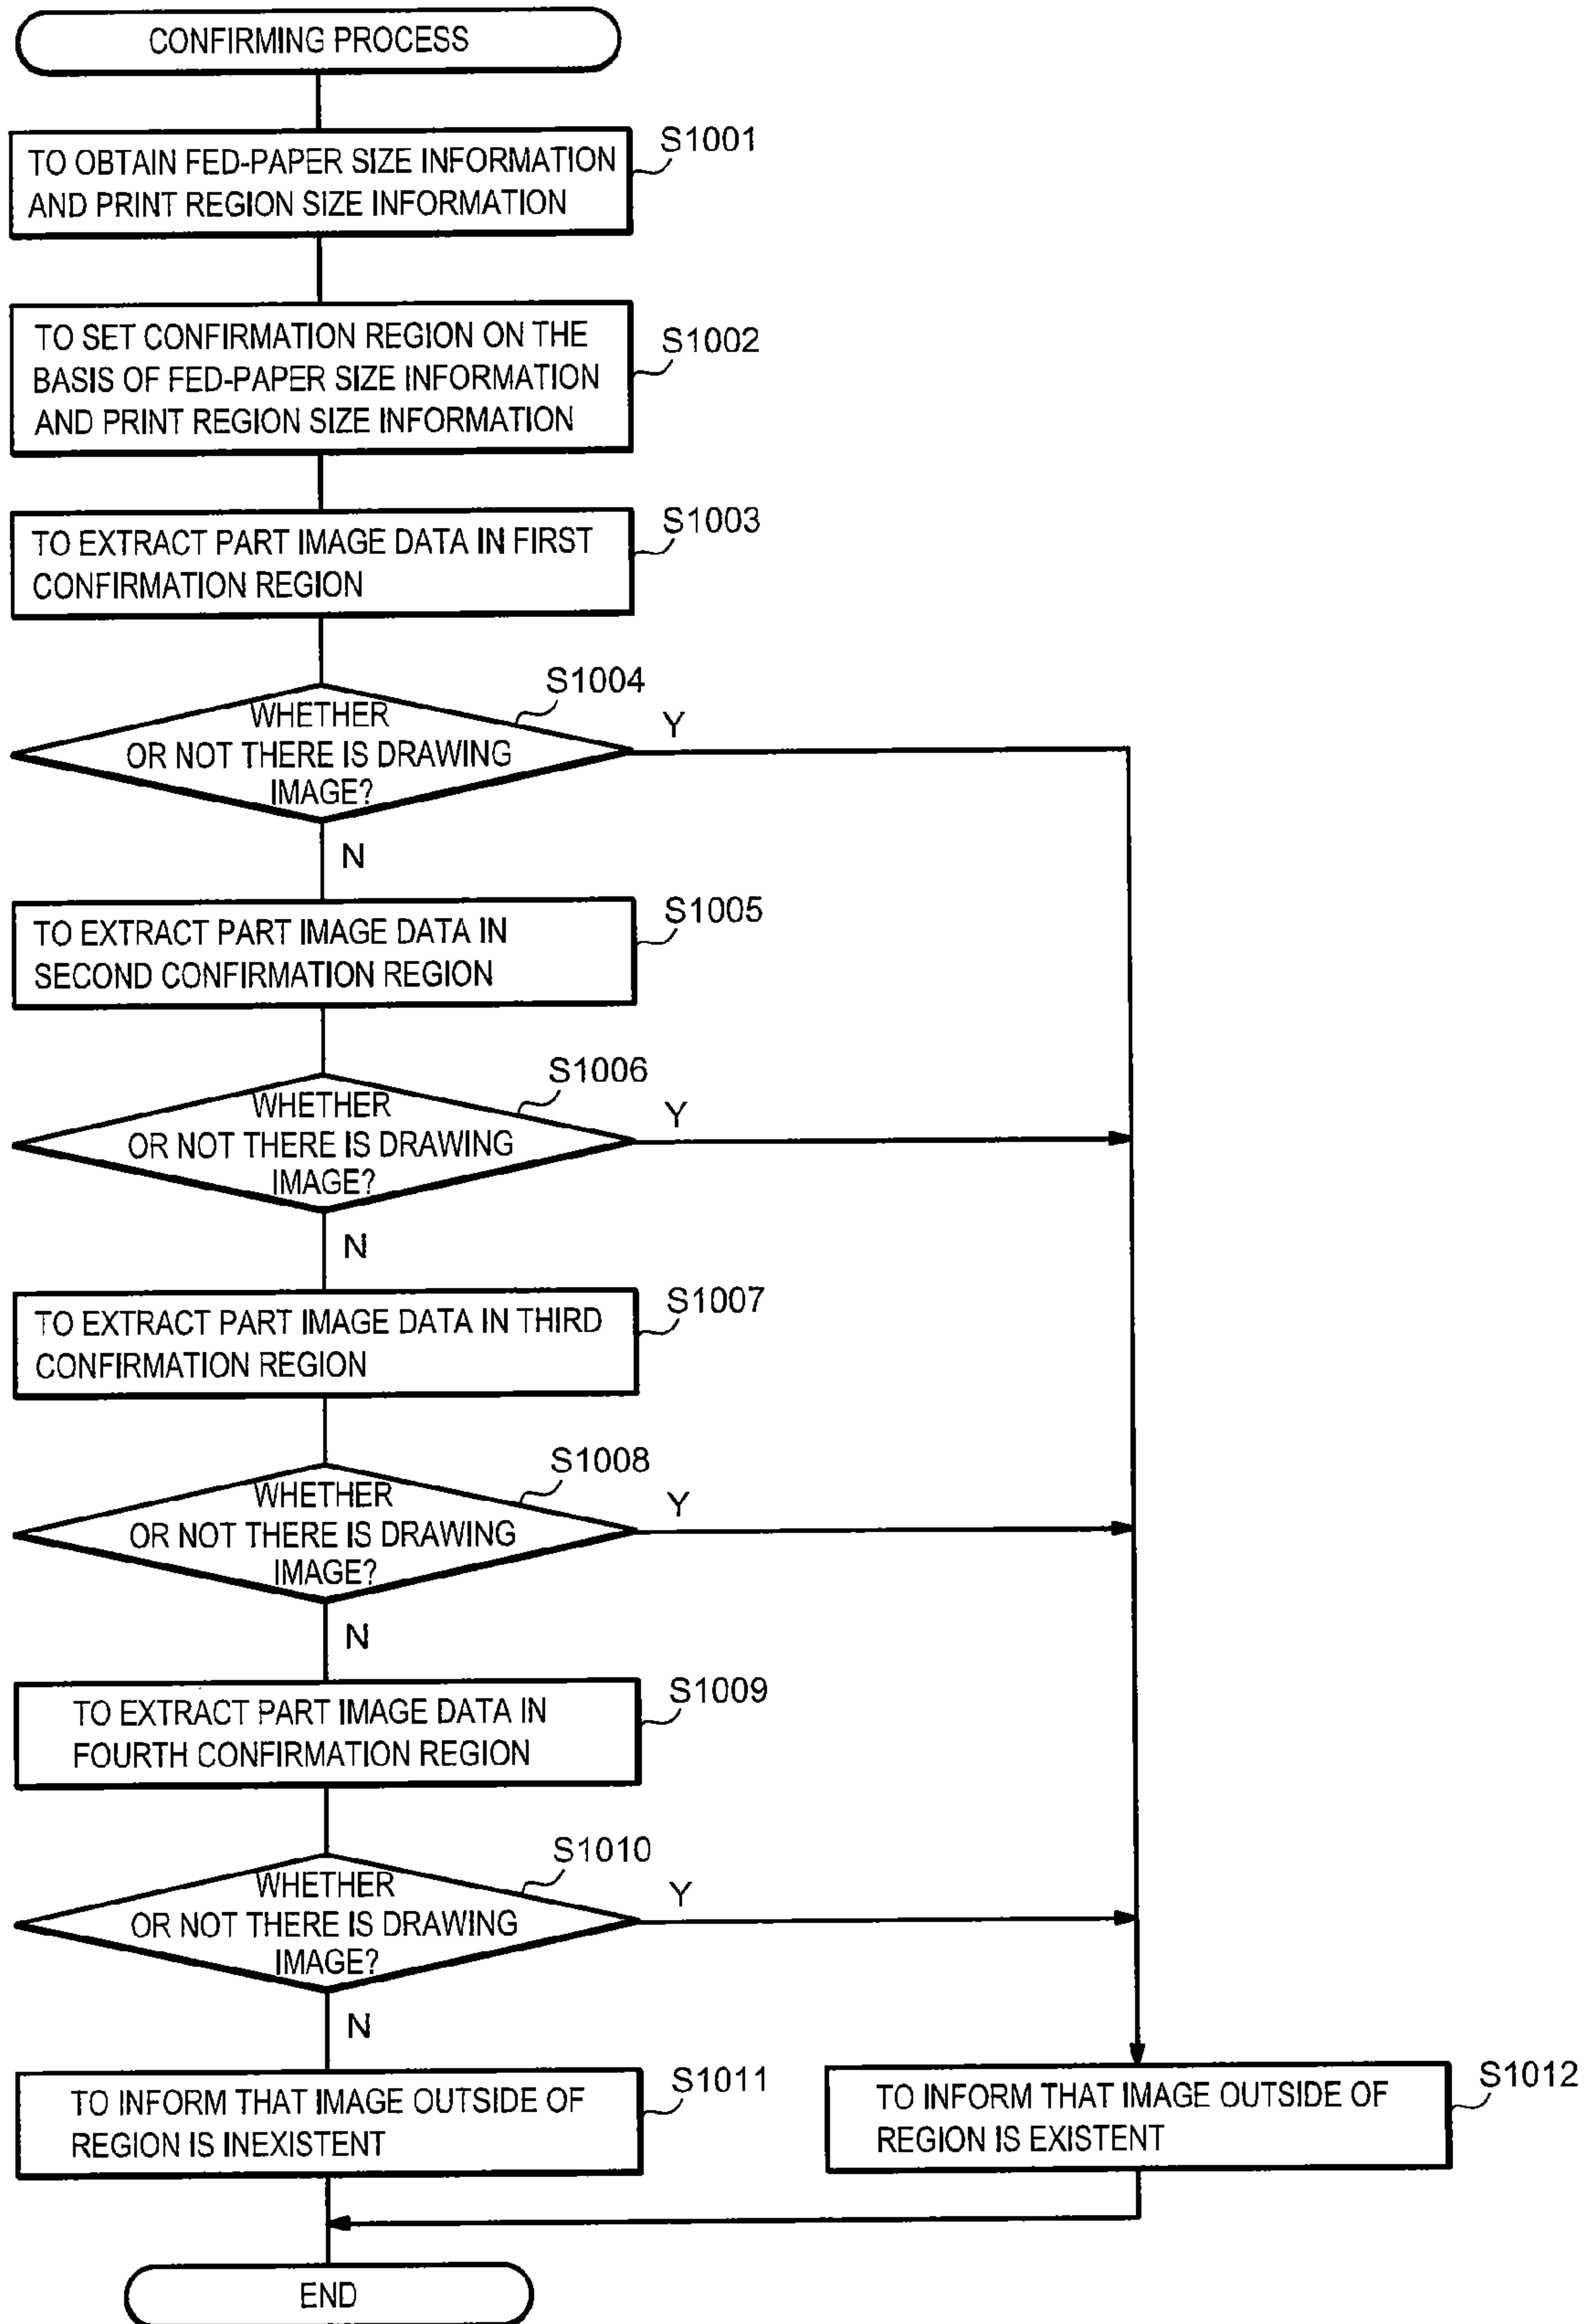 CONFIRMING PROCESS
S1001
TO OBTAIN FED-PAPER SIZE INFORMATION
AND PRINT REGION SIZE INFORMATION
S1002
TO SET CONFIRMATION REGION ON THE
BASIS OF FED-PAPER SIZE INFORMATION
AND PRINT REGION SIZE INFORMATION
S1003
TO EXTRACT PART IMAGE DATA IN FIRST
CONFIRMATION REGION
S1004
WHETHER
OR NOT THERE IS DRAWING
IMAGE?
Y
N
S1005
TO EXTRACT PART IMAGE DATA IN
SECOND CONFIRMATION REGION
S1006
WHETHER
OR NOT THERE IS DRAWING
IMAGE?
Y
N
S1007
TO EXTRACT PART IMAGE DATA IN THIRD
CONFIRMATION REGION
S1008
WHETHER
OR NOT THERE IS DRAWING
IMAGE?
Y
N
S1009
TO EXTRACT PART IMAGE DATA IN
FOURTH CONFIRMATION REGION
S1010
WHETHER
OR NOT THERE IS DRAWING
IMAGE?
Y
N
S1011
TO INFORM THAT IMAGE OUTSIDE OF
REGION IS INEXISTENT
S1012
TO INFORM THAT IMAGE OUTSIDE OF
REGION IS EXISTENT
END